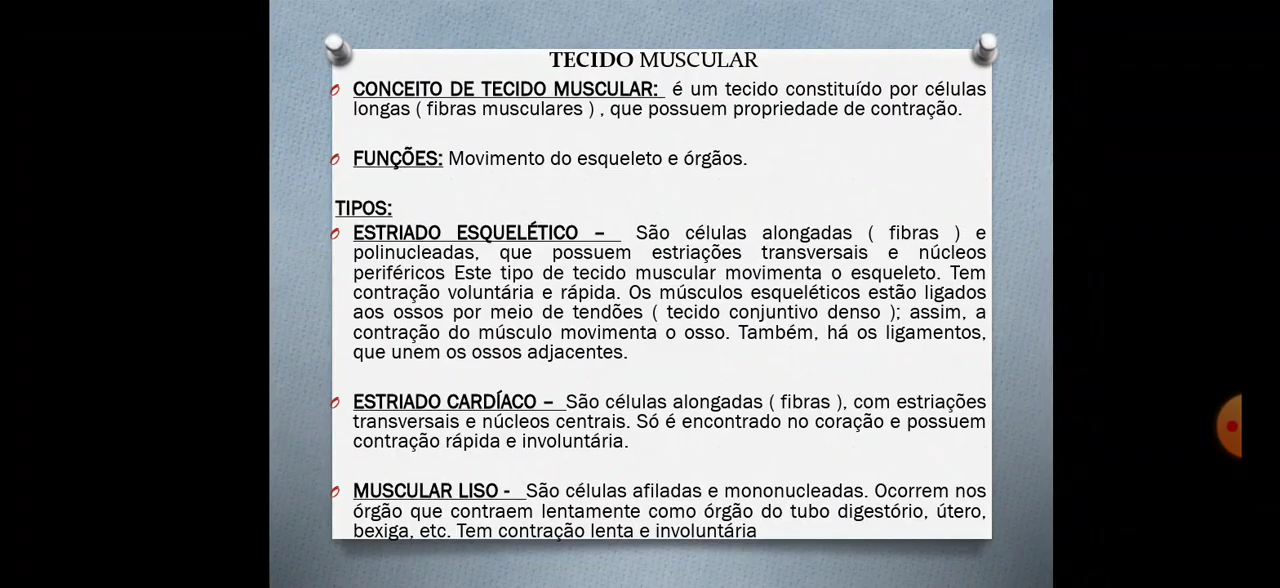 TECIDO MUSCULAR
CONCEITO DE TECIDO MUSCULAR: é um tecido constituído por células
longas ( fibras musculares ) , que possuem propriedade de contração.
FUNÇÕES: Movimento do esqueleto e órgãos.
TIPOS:
ESTRIADO ESQUELÉTICO – São células alongadas ( fibras ) e
polinucleadas, que possuem estriações transversais e núcleos
periféricos Este tipo de tecido muscular movimenta o esqueleto. Tem
contração voluntária e rápida. Os músculos esqueléticos estão ligados
aos ossos por meio de tendões ( tecido conjuntivo denso ); assim, a
contração do músculo movimenta o osso. Também, há os ligamentos,
que unem os ossos adjacentes.
ESTRIADO CARDÍACO – São células alongadas ( fibras ), com estriações
transversais e núcleos centrais. Só é encontrado no coração e possuem
contração rápida e involuntária.
MUSCULAR LISO - São células afiladas e mononucleadas. Ocorrem nos
órgão que contraem lentamente como órgão do tubo digestório, útero,
bexiga, etc. Tem contração lenta e involuntária